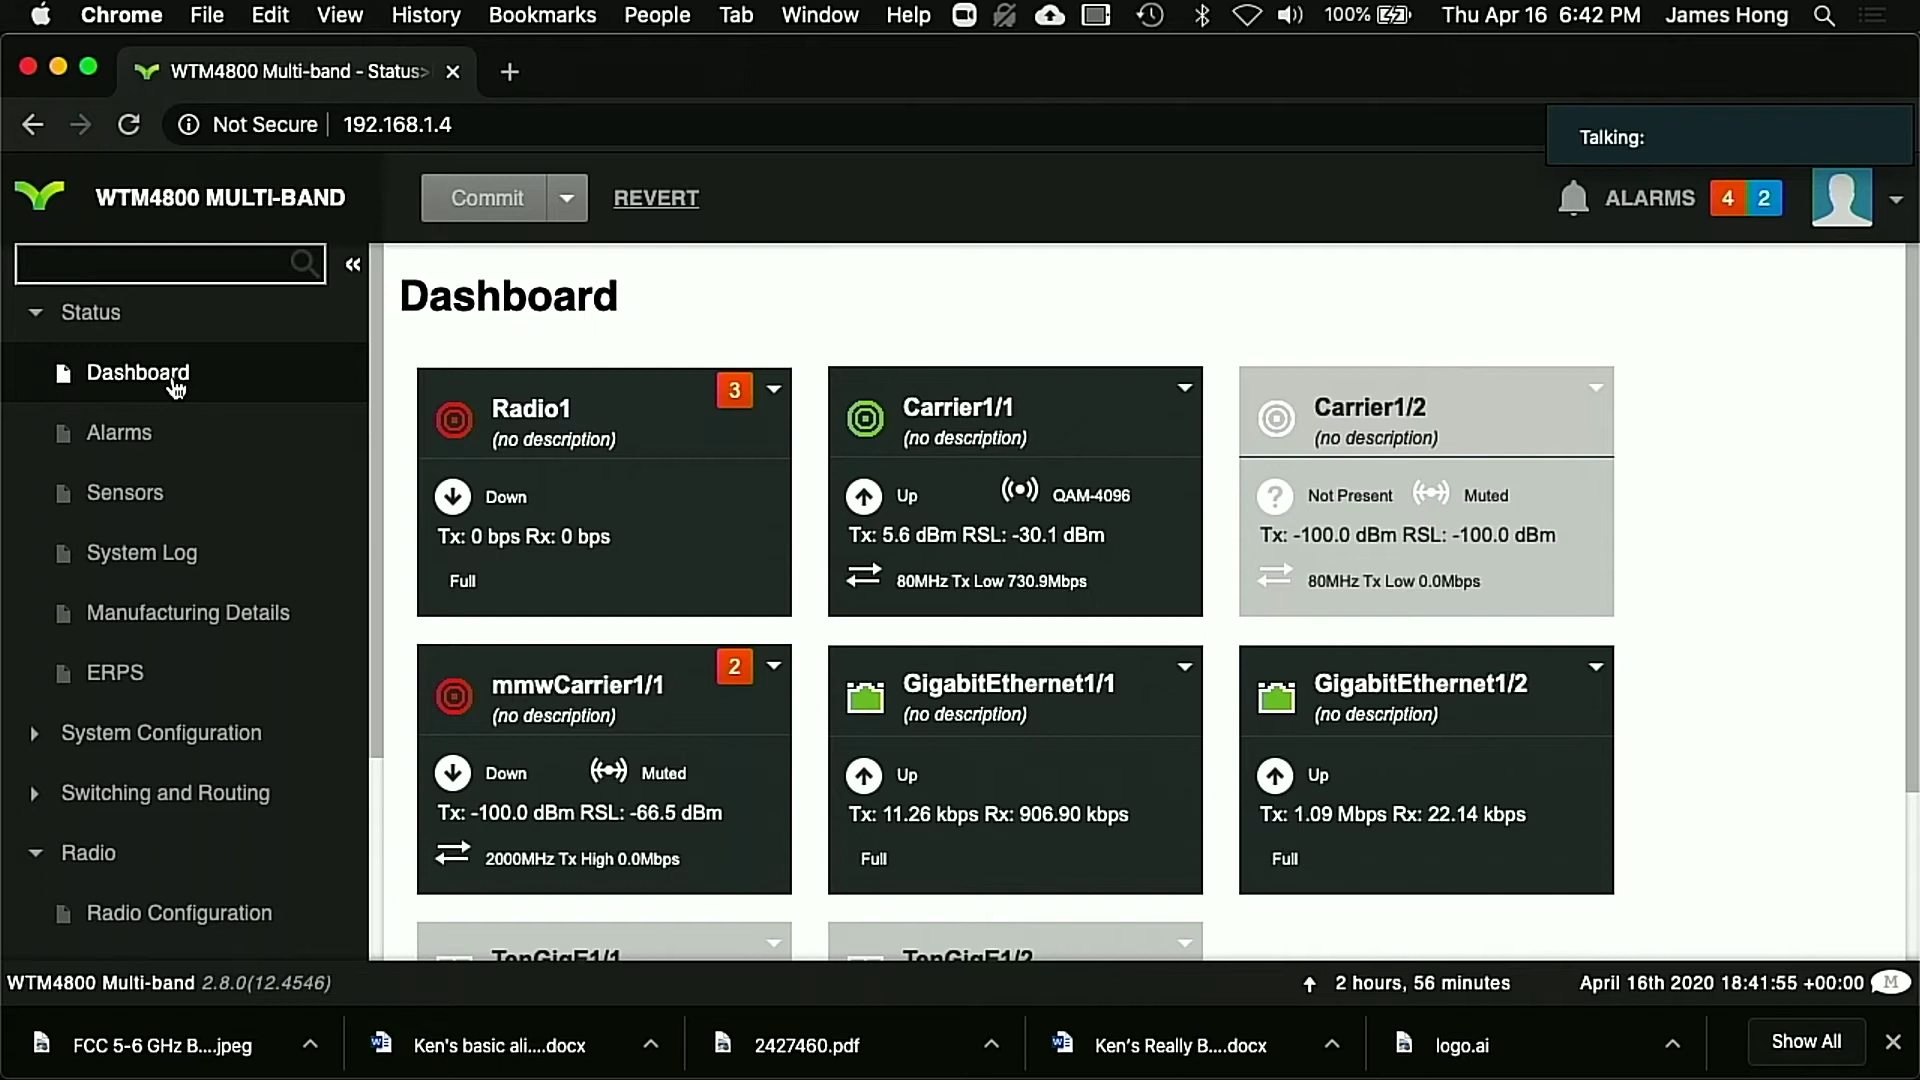 Chrome File Edit View History Bookmarks People Tab Window Help 100% Thu Apr 16 6:42 PM James Hong
WTM4800 Multi-band - Status>
Not Secure 192.168.1.4
Talking:
WTM4800 MULTI-BAND Commit REVERT ALARMS 4 2
Status
Dashboard
Alarms
Sensors
System Log
Manufacturing Details
ERPS
System Configuration
Switching and Routing
Radio
Radio Configuration
Dashboard
Radio1 3
(no description)
Down
Tx: 0 bps Rx: 0 bps
Full
Carrier1/1
(no description)
Up QAM-4096
Tx: 5.6 dBm RSL: -30.1 dBm
80MHz Tx Low 730.9Mbps
Carrier1/2
(no description)
? Not Present Muted
Tx: -100.0 dBm RSL: -100.0 dBm
80MHz Tx Low 0.0Mbps
mmwCarrier1/1 2
(no description)
Down Muted
Tx: -100.0 dBm RSL: -66.5 dBm
2000MHz Tx High 0.0Mbps
GigabitEthernet1/1
(no description)
Up
Tx: 11.26 kbps Rx: 906.90 kbps
Full
GigabitEthernet1/2
(no description)
Up
Tx: 1.09 Mbps Rx: 22.14 kbps
Full
TenGigE1/1
TenGigE1/2
WTM4800 Multi-band 2.8.0(12.4546) 2 hours, 56 minutes April 16th 2020 18:41:55 +00:00 M
FCC 5-6 GHz B....jpeg Ken's basic ali....docx 2427460.pdf Ken's Really B....docx logo.ai Show All